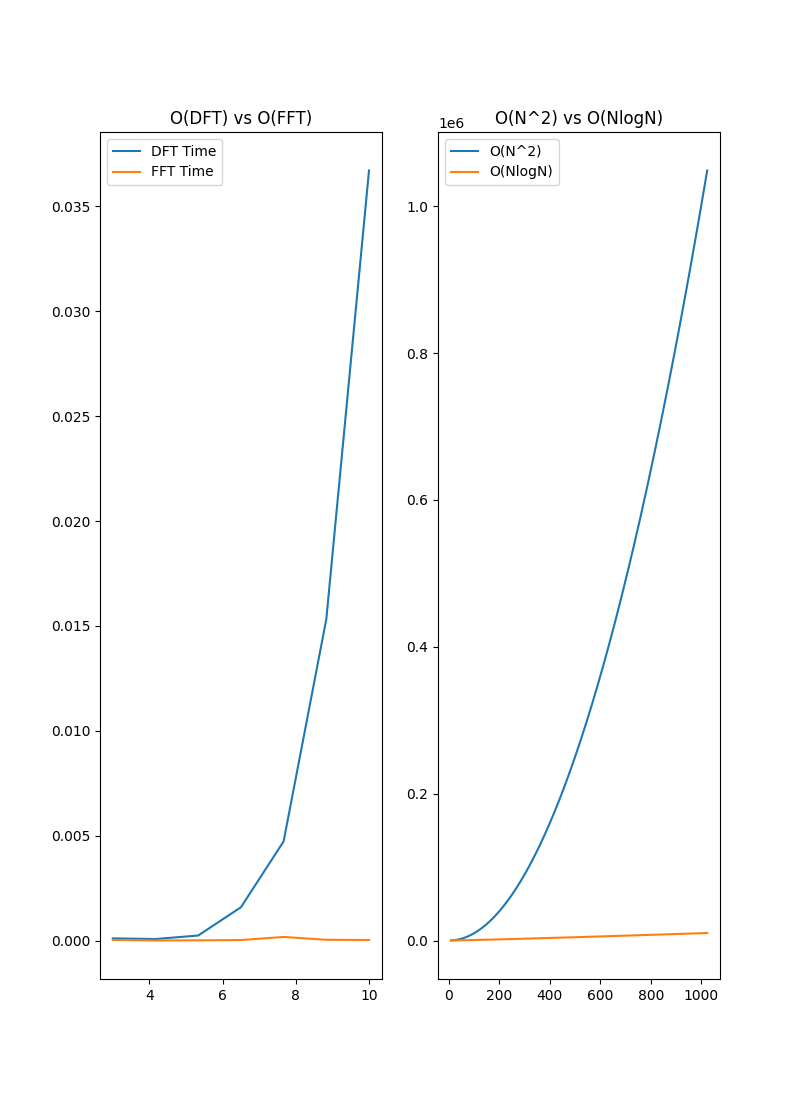 O(DFT) vs O(FFT)
DFT Time
FFT Time
0.035
0.030
0.025
0.020
0.015
0.010
0.005
0.000
4 6 8 10
O(N^2) vs O(NlogN)
1e6
O(N^2)
O(NlogN)
1.0
0.8
0.6
0.4
0.2
0.0
0 200 400 600 800 1000